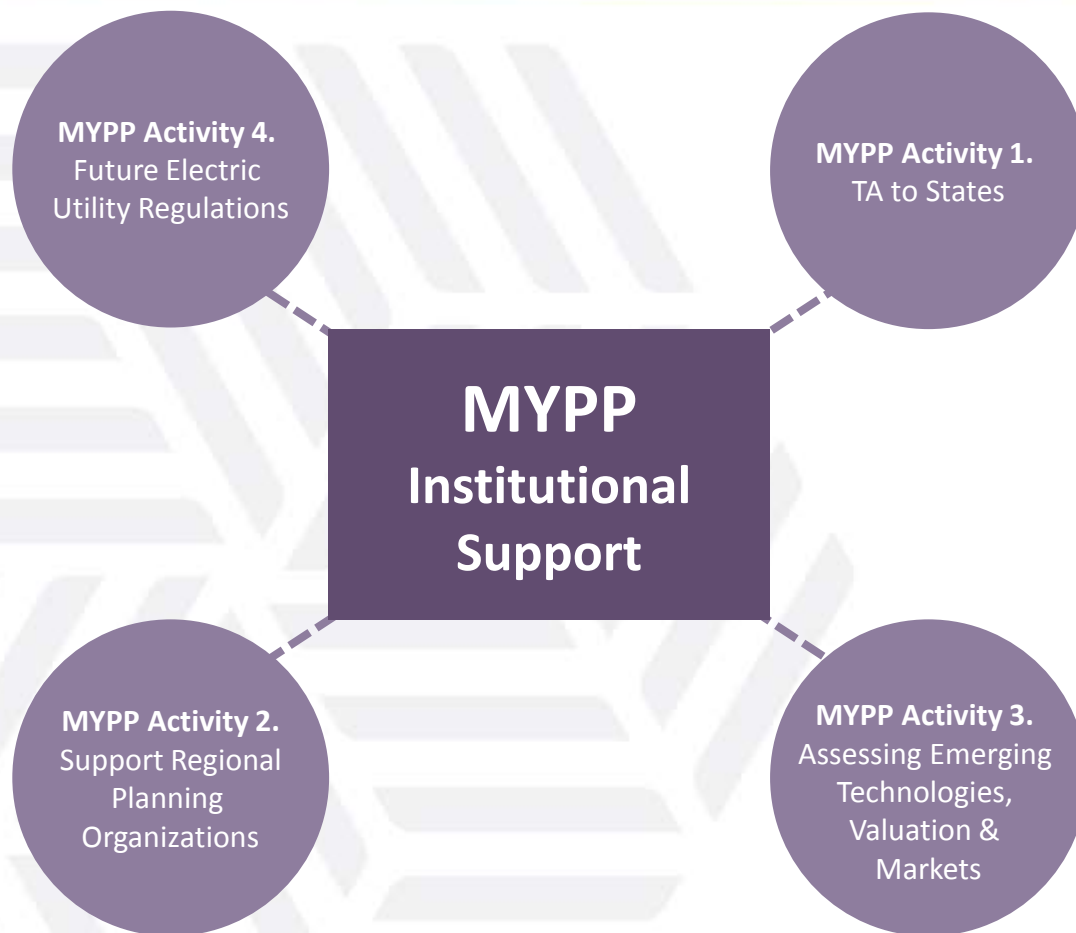 MYPP Activity 4.
Future Electric
Utility Regulations
MYPP Activity 1.
TA to States
MYPP
Institutional
Support
MYPP Activity 2.
Support Regional
Planning
Organizations
MYPP Activity 3.
Assessing Emerging
Technologies,
Valuation &
Markets